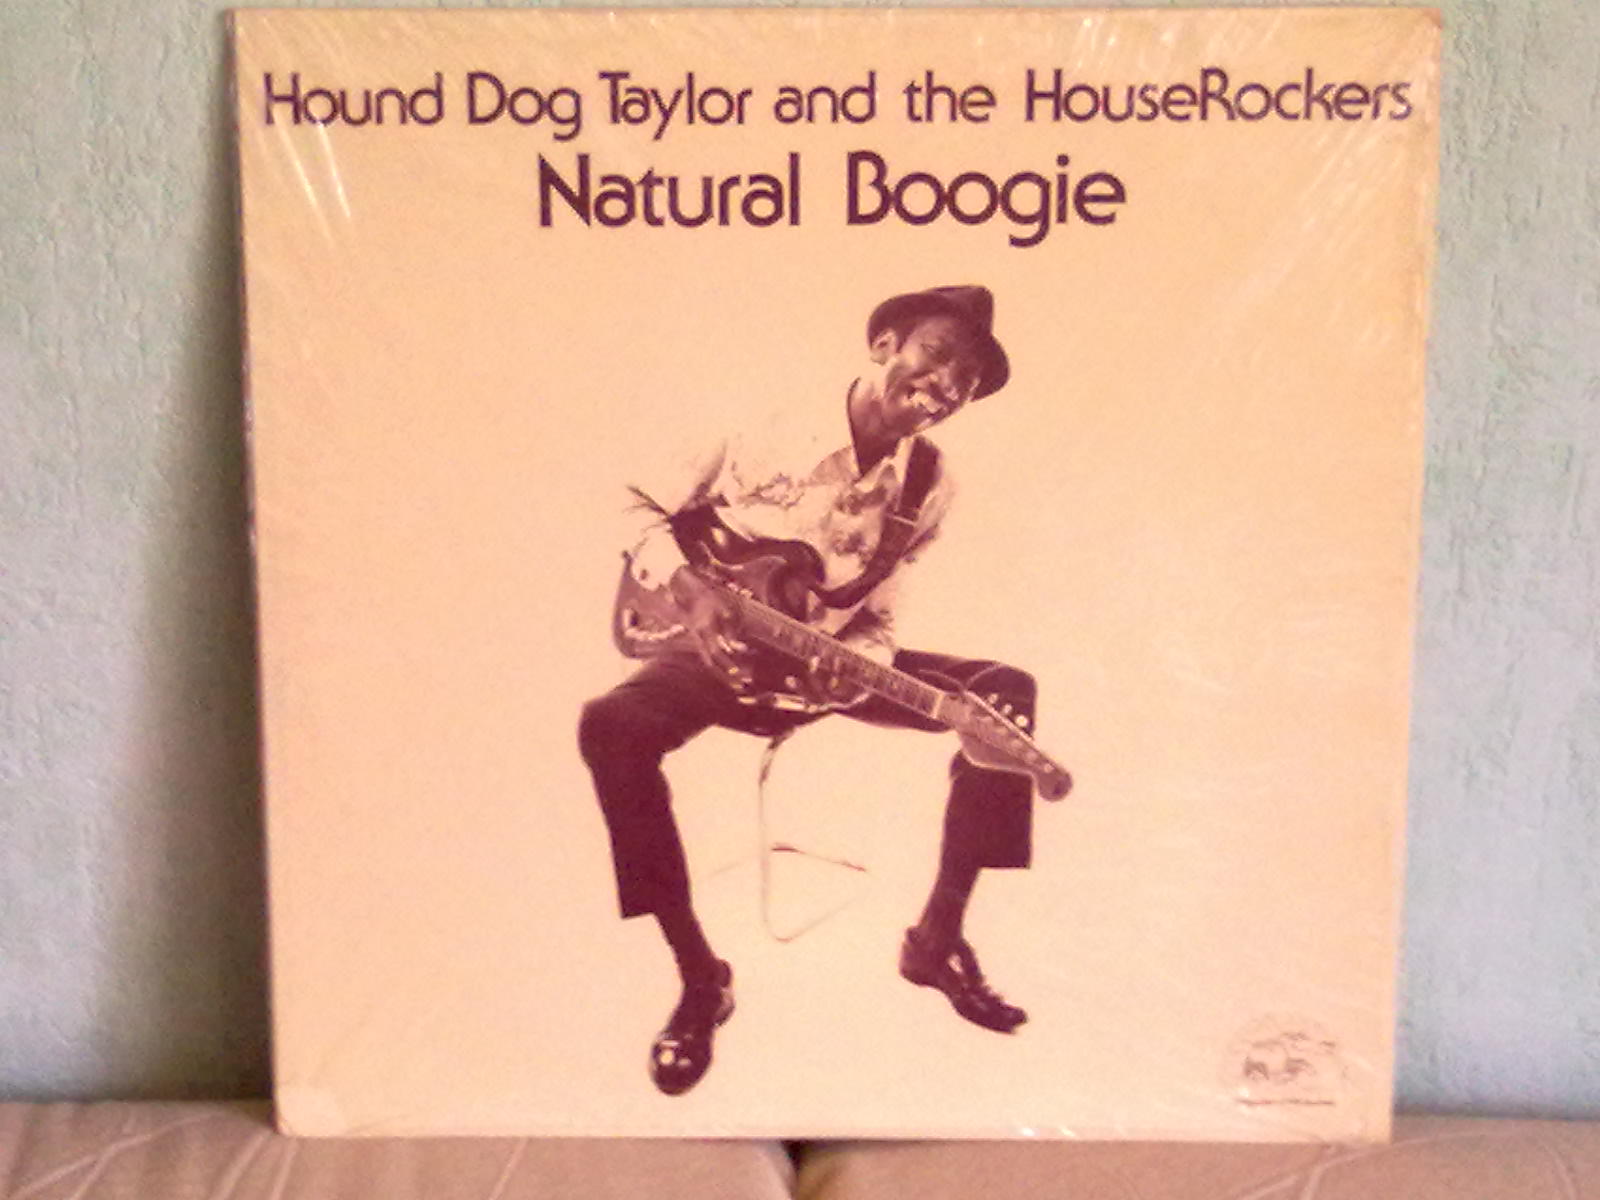 Hound Dog Taylor and the HouseRockers
Natural Boogie